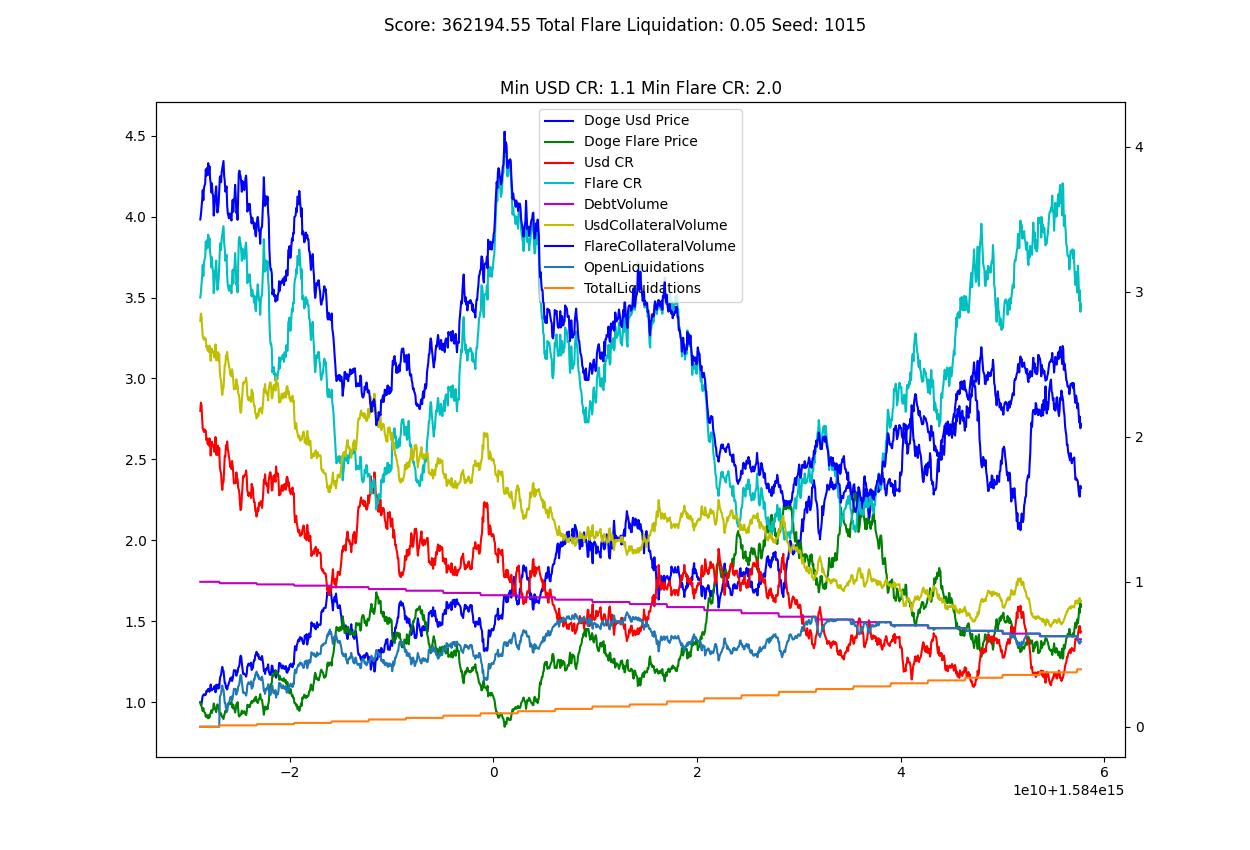 Score: 362194.55 Total Flare Liquidation: 0.05 Seed: 1015
Min USD CR: 1.1 Min Flare CR: 2.0
Doge Usd Price
Doge Flare Price
Usd CR
Flare CR
DebtVolume
UsdCollateralVolume
FlareCollateralVolume
OpenLiquidations
TotalLiquidations
4.5
4.0
3.5
3.0
2.5
2.0
1.5
1.0
4
3
2
1
0
−2
0
2
4
6
1e10+1.584e15